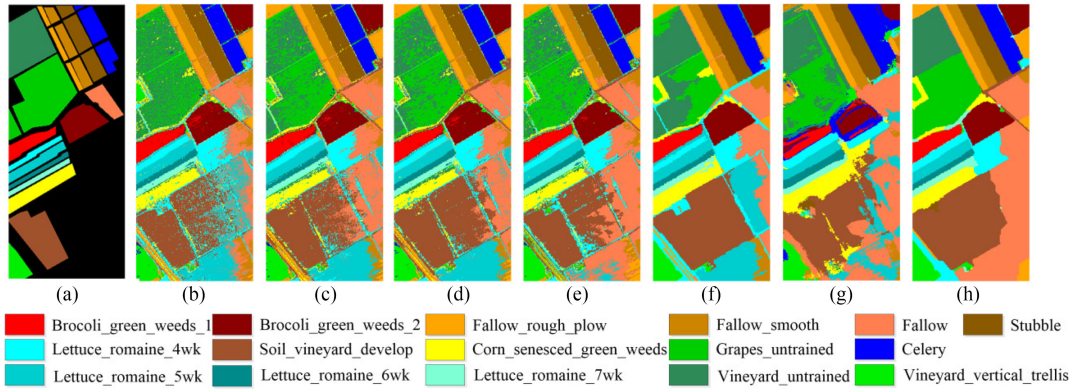 (a) (b) (c) (d) (e) (f) (g) (h)
Brocoli_green_weeds_1 Brocoli_green_weeds_2 Fallow_rough_plow Fallow_smooth Fallow Stubble
Lettuce_romaine_4wk Soil_vineyard_develop Corn_senesced_green_weeds Grapes_untrained Celery
Lettuce_romaine_5wk Lettuce_romaine_6wk Lettuce_romaine_7wk Vineyard_untrained Vineyard_vertical_trellis